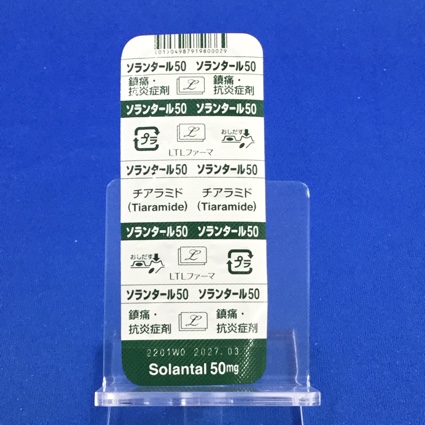 (01)04987919800029
ソランタール50 ソランタール50
鎮痛・ 鎮痛・
抗炎症剤 抗炎症剤
ソランタール50 ソランタール50
プラ おしだす
LTLファーマ
ソランタール50 ソランタール50
チアラミド チアラミド
(Tiaramide) (Tiaramide)
ソランタール50 ソランタール50
おしだす プラ
LTLファーマ
ソランタール50 ソランタール50
鎮痛・ 鎮痛・
抗炎症剤 抗炎症剤
2201W0 2027.03
Solantal 50mg